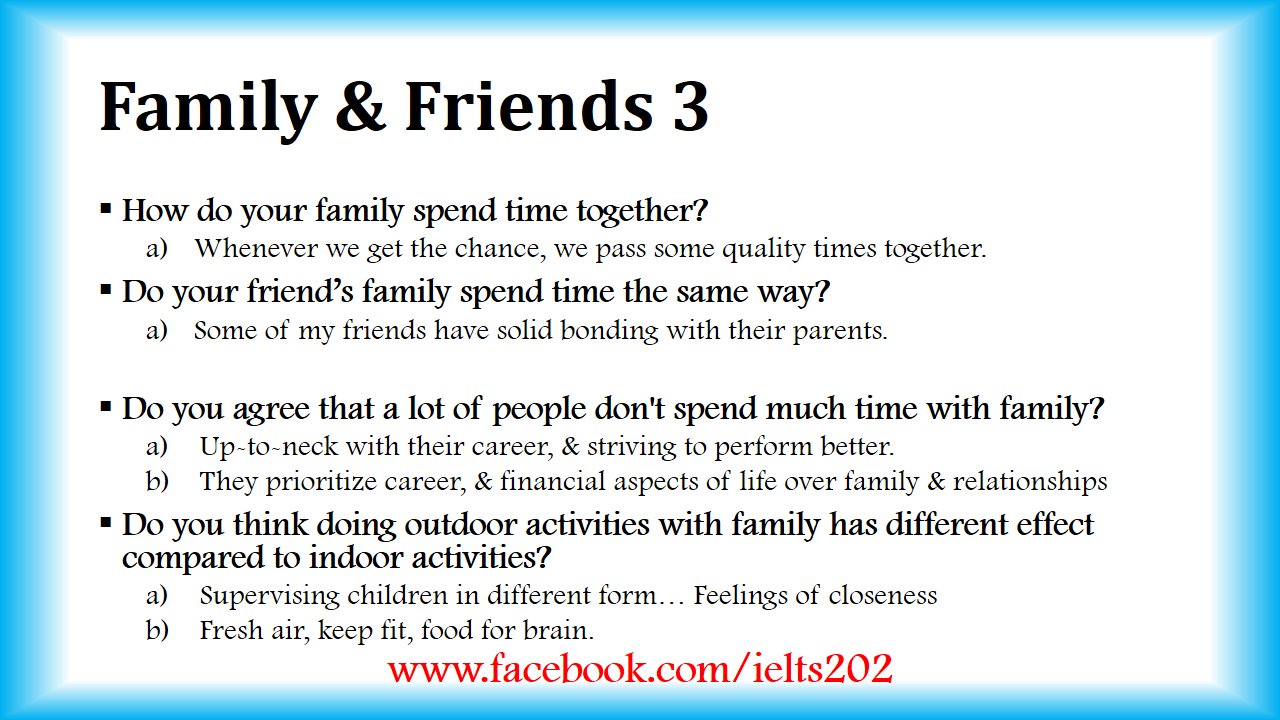 Family & Friends 3
▪ How do your family spend time together?
a) Whenever we get the chance, we pass some quality times together.
▪ Do your friend’s family spend time the same way?
a) Some of my friends have solid bonding with their parents.
▪ Do you agree that a lot of people don't spend much time with family?
a) Up-to-neck with their career, & striving to perform better.
b) They prioritize career, & financial aspects of life over family & relationships
▪ Do you think doing outdoor activities with family has different effect
compared to indoor activities?
a) Supervising children in different form… Feelings of closeness
b) Fresh air, keep fit, food for brain.
www.facebook.com/ielts202